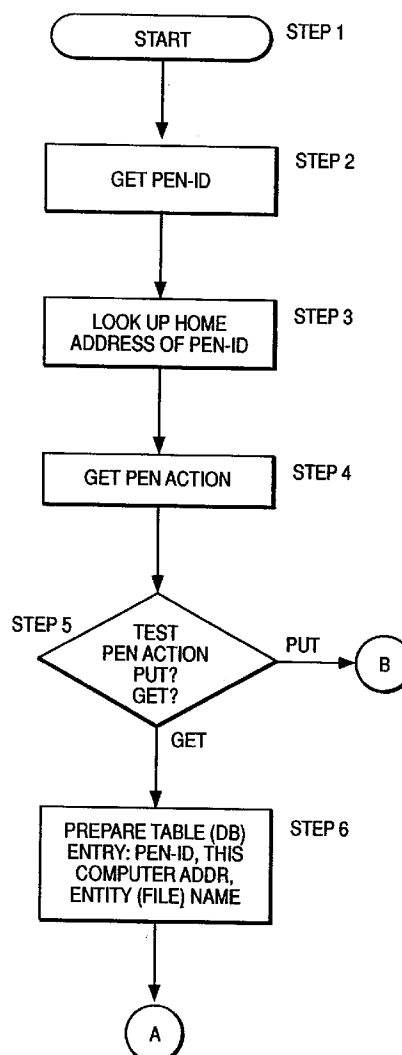 START
STEP 1
GET PEN-ID
STEP 2
LOOK UP HOME
ADDRESS OF PEN-ID
STEP 3
GET PEN ACTION
STEP 4
STEP 5
TEST
PEN ACTION
PUT?
GET?
PUT
B
GET
PREPARE TABLE (DB)
ENTRY: PEN-ID, THIS
COMPUTER ADDR,
ENTITY (FILE) NAME
STEP 6
A